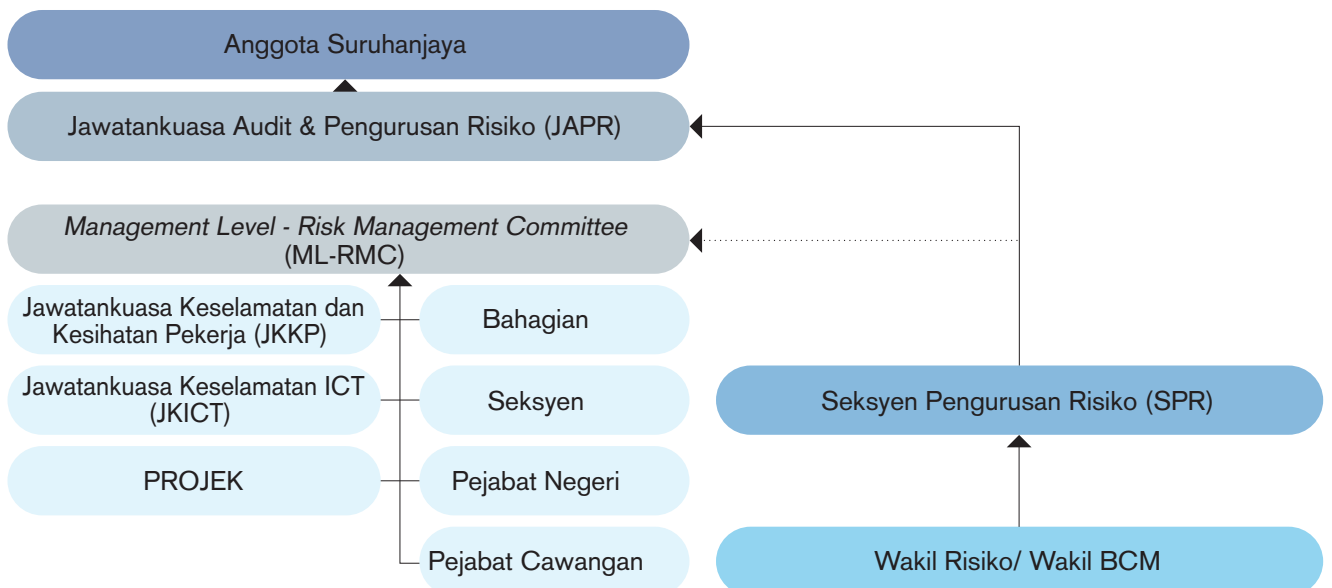 Anggota Suruhanjaya
Jawatankuasa Audit & Pengurusan Risiko (JAPR)
Management Level - Risk Management Committee
(ML-RMC)
Jawatankuasa Keselamatan dan
Kesihatan Pekerja (JKKP)
Bahagian
Jawatankuasa Keselamatan ICT
(JKICT)
Seksyen
Seksyen Pengurusan Risiko (SPR)
PROJEK
Pejabat Negeri
Pejabat Cawangan
Wakil Risiko/ Wakil BCM